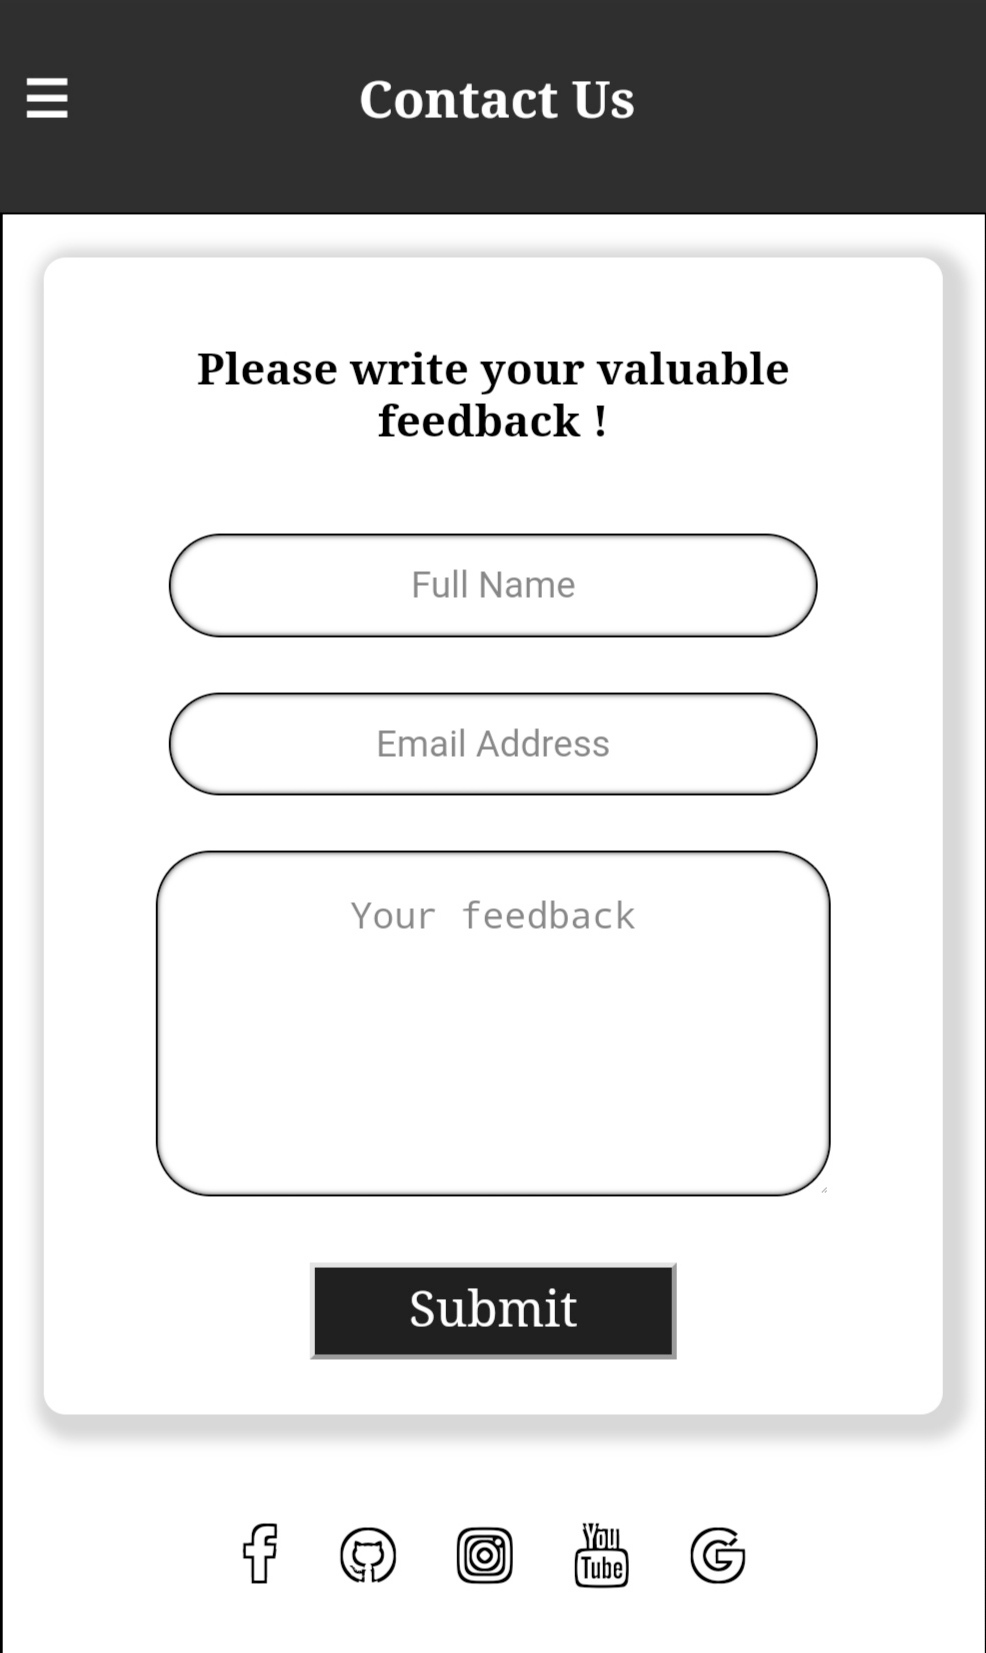 Contact Us
Please write your valuable
feedback !
Full Name
Email Address
Your feedback
Submit
You
Tube